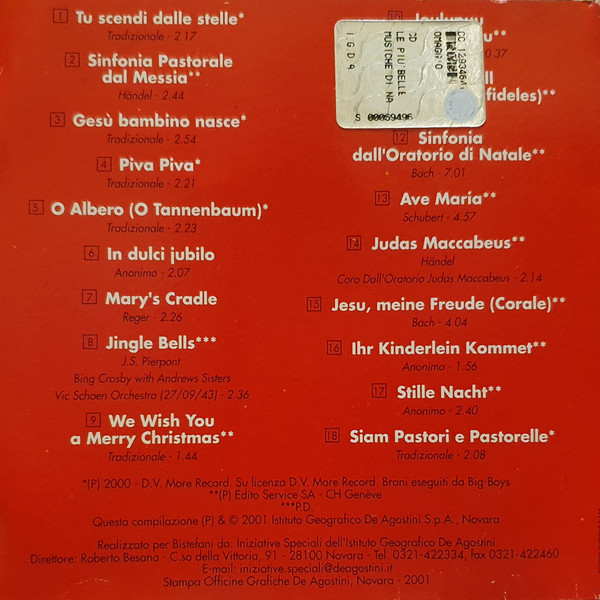 1 Tu scendi dalle stelle*
Tradizionale - 2.17
2 Sinfonia Pastorale
dal Messia**
Händel - 2.44
3 Gesù bambino nasce*
Tradizionale - 2.54
4 Piva Piva*
Tradizionale - 2.21
5 O Albero (O Tannenbaum)*
Tradizionale - 2.23
6 In dulci jubilo
Anonimo - 2.07
7 Mary's Cradle
Reger - 2.26
8 Jingle Bells***
J.S. Pierpont
Bing Crosby with Andrews Sisters
Vic Schoen Orchestra (27/09/43) - 2.36
9 We Wish You
a Merry Christmas**
Tradizionale - 1.44
10
0.37
fideles)**
I.G.D.A
CD
LE PIU'BELLE
MUSICHE DI NA
OMAGGIO
S 00069496
12 Sinfonia
dall'Oratorio di Natale**
Bach - 7.01
13 Ave Maria**
Schubert - 4.57
14 Judas Maccabeus**
Händel
Coro Dall'Oratorio Judas Maccabeus - 2.14
15 Jesu, meine Freude (Corale)**
Bach - 4.04
16 Ihr Kinderlein Kommet**
Anonimo - 1.56
17 Stille Nacht**
Anonimo - 2.40
18 Siam Pastori e Pastorelle*
Tradizionale - 2.08
*(P) 2000 - D.V. More Record. Su licenza D.V. More Record. Brani eseguiti da Big-Boys
**(P) Edito Service SA - CH Genève
***P.D.
Questa compilazione (P) & © 2001 Istituto Geografico De Agostini S.p.A., Novara
Realizzato per Bistefani da: Iniziative Speciali dell'Istituto Geografico De Agostini
Direttore: Roberto Besana - C.so della Vittoria, 91 - 28100 Novara - Tel. 0321-422334, fax 0321-422460
E-mail: iniziative.speciali@deagostini.it
Stampa Officine Grafiche De Agostini, Novara - 2001